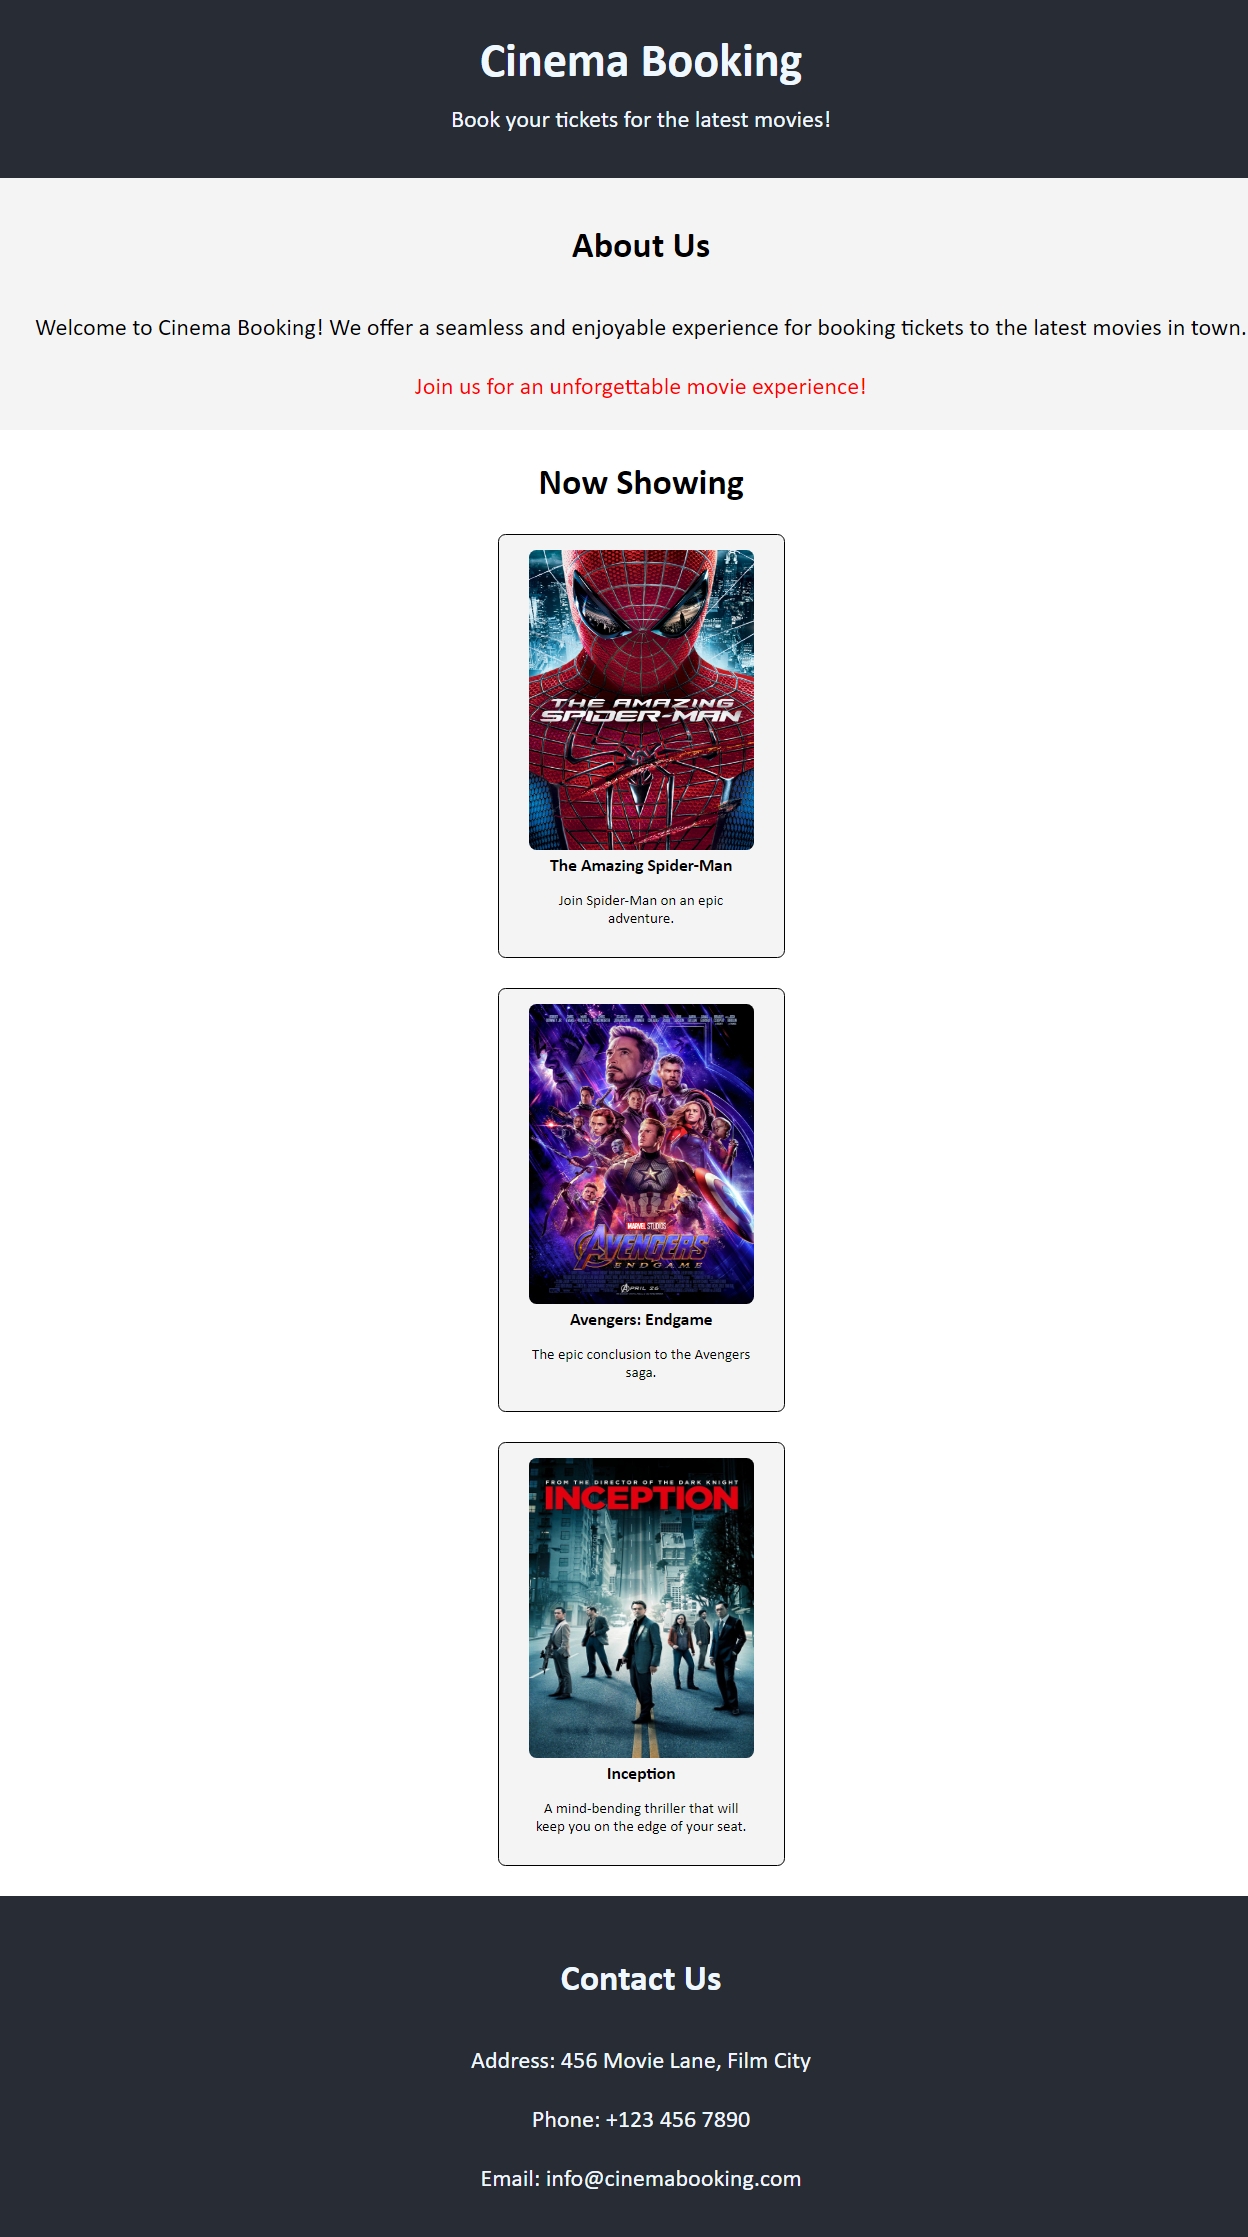 Cinema Booking
Book your tickets for the latest movies!
About Us
Welcome to Cinema Booking! We offer a seamless and enjoyable experience for booking tickets to the latest movies in town.
Join us for an unforgettable movie experience!
Now Showing
THE AMAZING
SPIDER-MAN
The Amazing Spider-Man
Join Spider-Man on an epic
adventure.
MARVEL STUDIOS
AVENGERS
ENDGAME
APRIL 26
Avengers: Endgame
The epic conclusion to the Avengers
saga.
FROM THE DIRECTOR OF THE DARK KNIGHT
INCEPTION
Inception
A mind-bending thriller that will
keep you on the edge of your seat.
Contact Us
Address: 456 Movie Lane, Film City
Phone: +123 456 7890
Email: info@cinemabooking.com